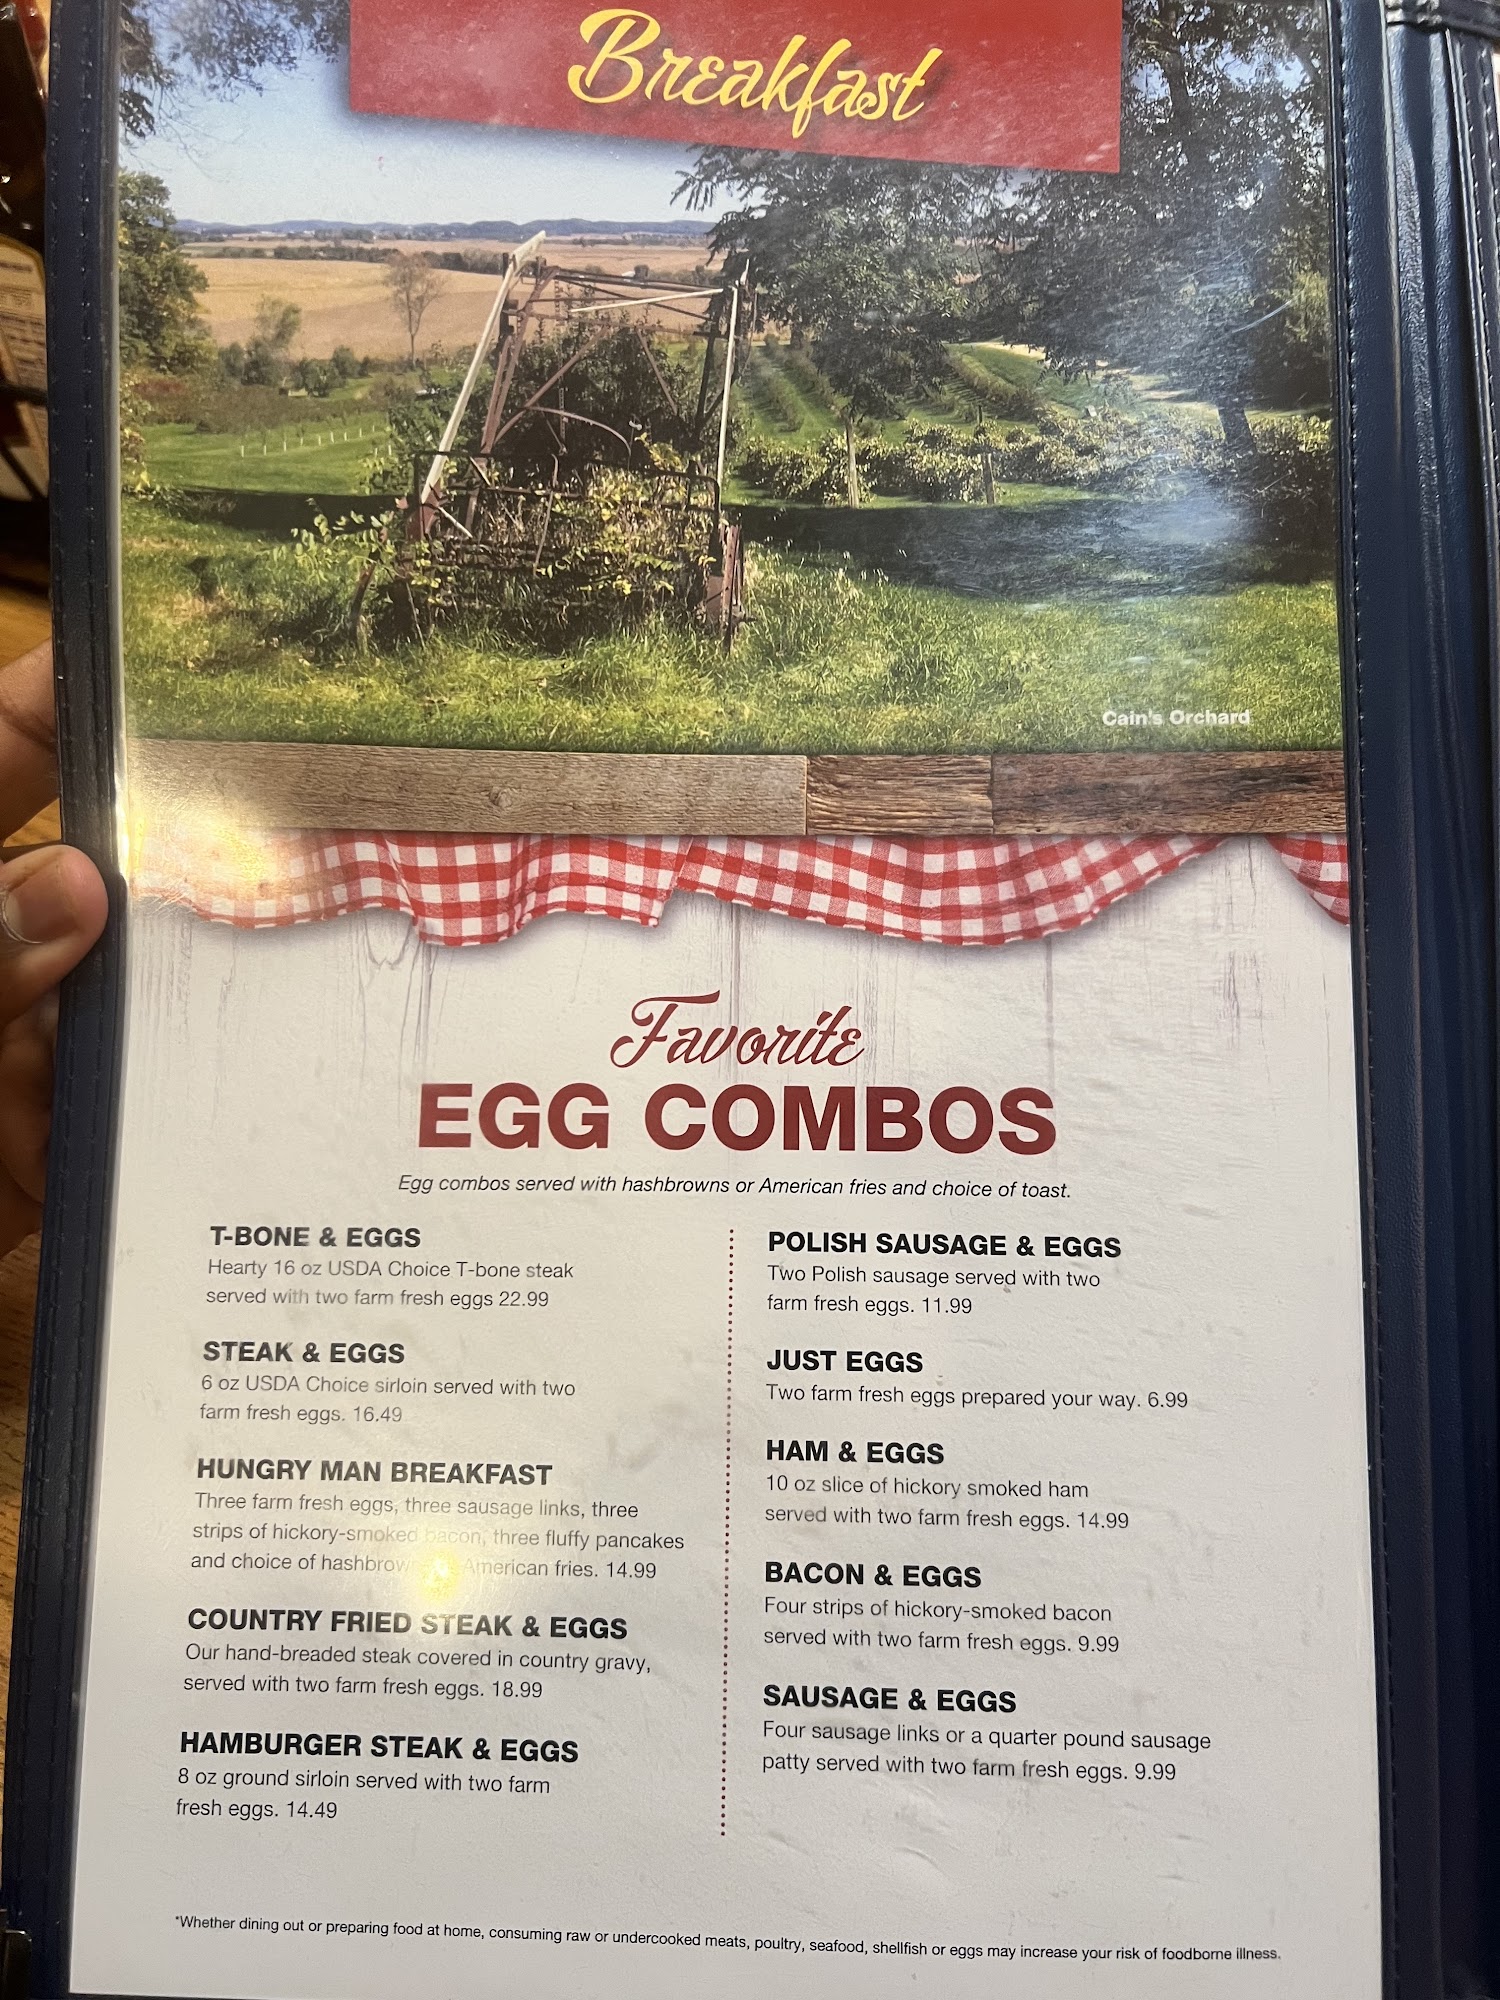 Breakfast
Cain's Orchard
Favorite
EGG COMBOS
Egg combos served with hashbrowns or American fries and choice of toast.
T-BONE & EGGS
Hearty 16 oz USDA Choice T-bone steak
served with two farm fresh eggs 22.99
STEAK & EGGS
6 oz USDA Choice sirloin served with two
farm fresh eggs. 16.49
HUNGRY MAN BREAKFAST
Three farm fresh eggs, three sausage links, three
strips of hickory-smoked bacon, three fluffy pancakes
and choice of American fries. 14.99
COUNTRY FRIED STEAK & EGGS
Our hand-breaded steak covered in country gravy,
served with two farm fresh eggs. 18.99
HAMBURGER STEAK & EGGS
8 oz ground sirloin served with two farm
fresh eggs. 14.49
POLISH SAUSAGE & EGGS
Two Polish sausage served with two
farm fresh eggs. 11.99
JUST EGGS
Two farm fresh eggs prepared your way. 6.99
HAM & EGGS
10 oz slice of hickory smoked ham
served with two farm fresh eggs. 14.99
BACON & EGGS
Four strips of hickory-smoked bacon
served with two farm fresh eggs. 9.99
SAUSAGE & EGGS
Four sausage links or a quarter pound sausage
patty served with two farm fresh eggs. 9.99
*Whether dining out or preparing food at home, consuming raw or undercooked meats, poultry, seafood, shellfish or eggs may increase your risk of foodborne illness.